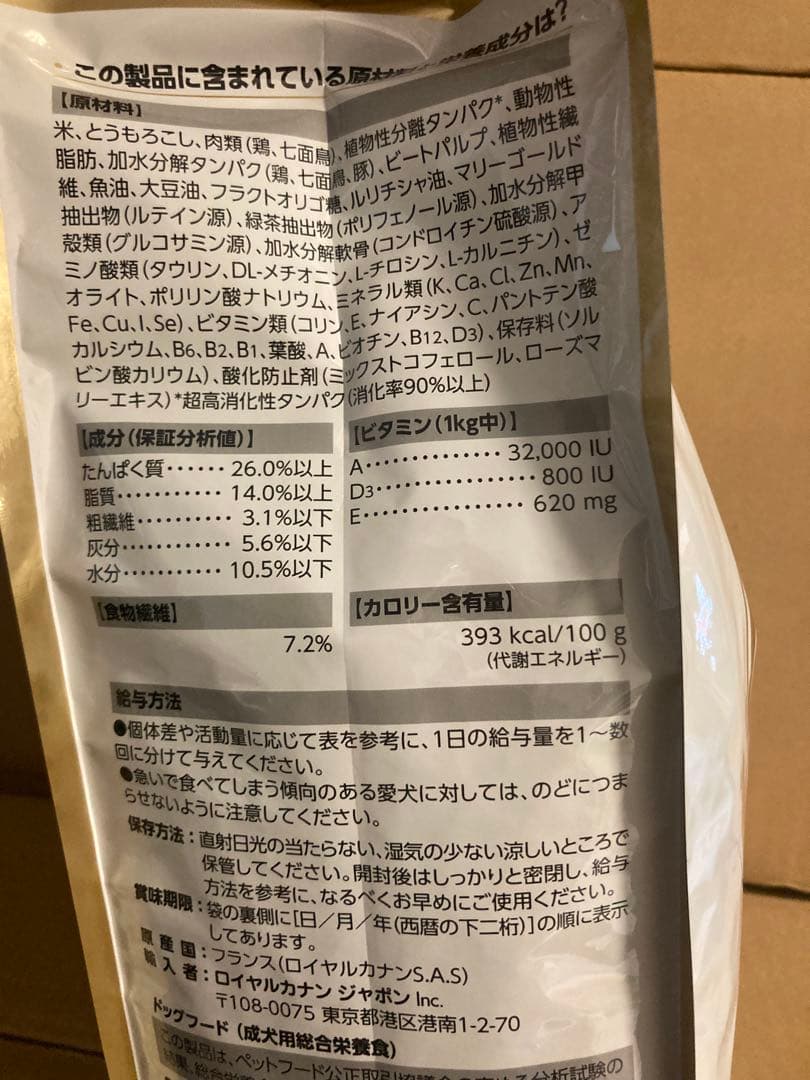 この製品に含まれている原材料と栄養成分は?
【原材料】
米、とうもろこし、肉類(鶏、七面鳥)、植物性分離タンパク*、動物性
脂肪、加水分解タンパク(鶏、七面鳥、豚)、ビートパルプ、植物性繊
維、魚油、大豆油、フラクトオリゴ糖、ルリチシャ油、マリーゴールド
抽出物(ルテイン源)、緑茶抽出物(ポリフェノール源)、加水分解甲
殻類(グルコサミン源)、加水分解軟骨(コンドロイチン硫酸源)、ア
ミノ酸類(タウリン、DL-メチオニン、L-チロシン、L-カルニチン)、ゼ
オライト、ポリリン酸ナトリウム、ミネラル類(K、Ca、Cl、Zn、Mn、
Fe、Cu、I、Se)、ビタミン類(コリン、E、ナイアシン、C、パントテン酸
カルシウム、B6、B2、B1、葉酸、A、ビオチン、B12、D3)、保存料(ソル
ビン酸カリウム)、酸化防止剤(ミックストコフェロール、ローズマ
リーエキス) *超高消化性タンパク(消化率90%以上)
【成分(保証分析値)】
たんぱく質‥‥‥ 26.0%以上
脂質‥‥‥‥‥‥ 14.0%以上
粗繊維‥‥‥‥‥ 3.1%以下
灰分‥‥‥‥‥‥ 5.6%以下
水分‥‥‥‥‥‥ 10.5%以下
【ビタミン(1kg中)】
A‥‥‥‥‥‥‥ 32,000 IU
D3‥‥‥‥‥‥‥‥ 800 IU
E‥‥‥‥‥‥‥‥ 620 mg
【食物繊維】
7.2%
【カロリー含有量】
393 kcal/100 g
(代謝エネルギー)
給与方法
●個体差や活動量に応じて表を参考に、1日の給与量を1〜数
回に分けて与えてください。
●急いで食べてしまう傾向のある愛犬に対しては、のどにつま
らせないように注意してください。
保存方法:直射日光の当たらない、湿気の少ない涼しいところで
保管してください。開封後はしっかりと密閉し、給与
方法を参考に、なるべくお早めにご使用ください。
賞味期限:袋の裏側に[日/月/年(西暦の下二桁)]の順に表示
してあります。
原産国:フランス(ロイヤルカナンS.A.S)
輸入者:ロイヤルカナン ジャポン Inc.
〒108-0075 東京都港区港南1-2-70
ドッグフード (成犬用総合栄養食)
この製品は、ペットフード公正取引協議会の定める分析試験の